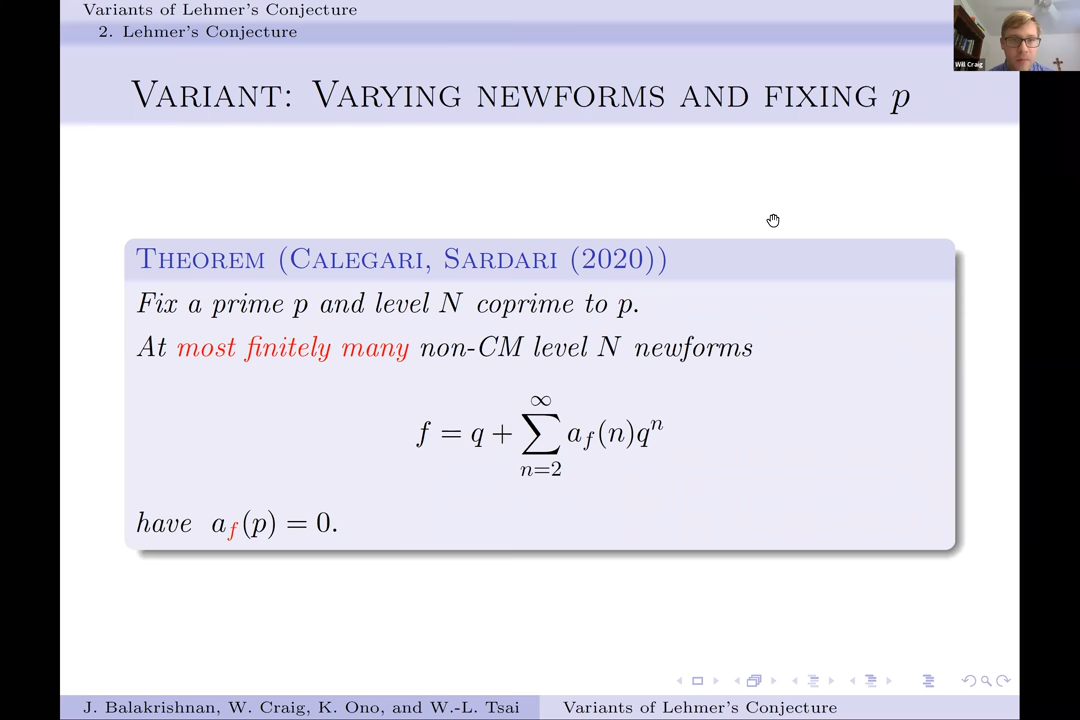 Variants of Lehmer's Conjecture
2. Lehmer's Conjecture
Will Craig
Variant: Varying newforms and fixing p
Theorem (Calegari, Sardari (2020))
Fix a prime p and level N coprime to p.
At most finitely many non-CM level N newforms
f = q + ∑_{n=2}^{∞} a_f(n)q^n
have a_f(p) = 0.
J. Balakrishnan, W. Craig, K. Ono, and W.-L. Tsai
Variants of Lehmer's Conjecture